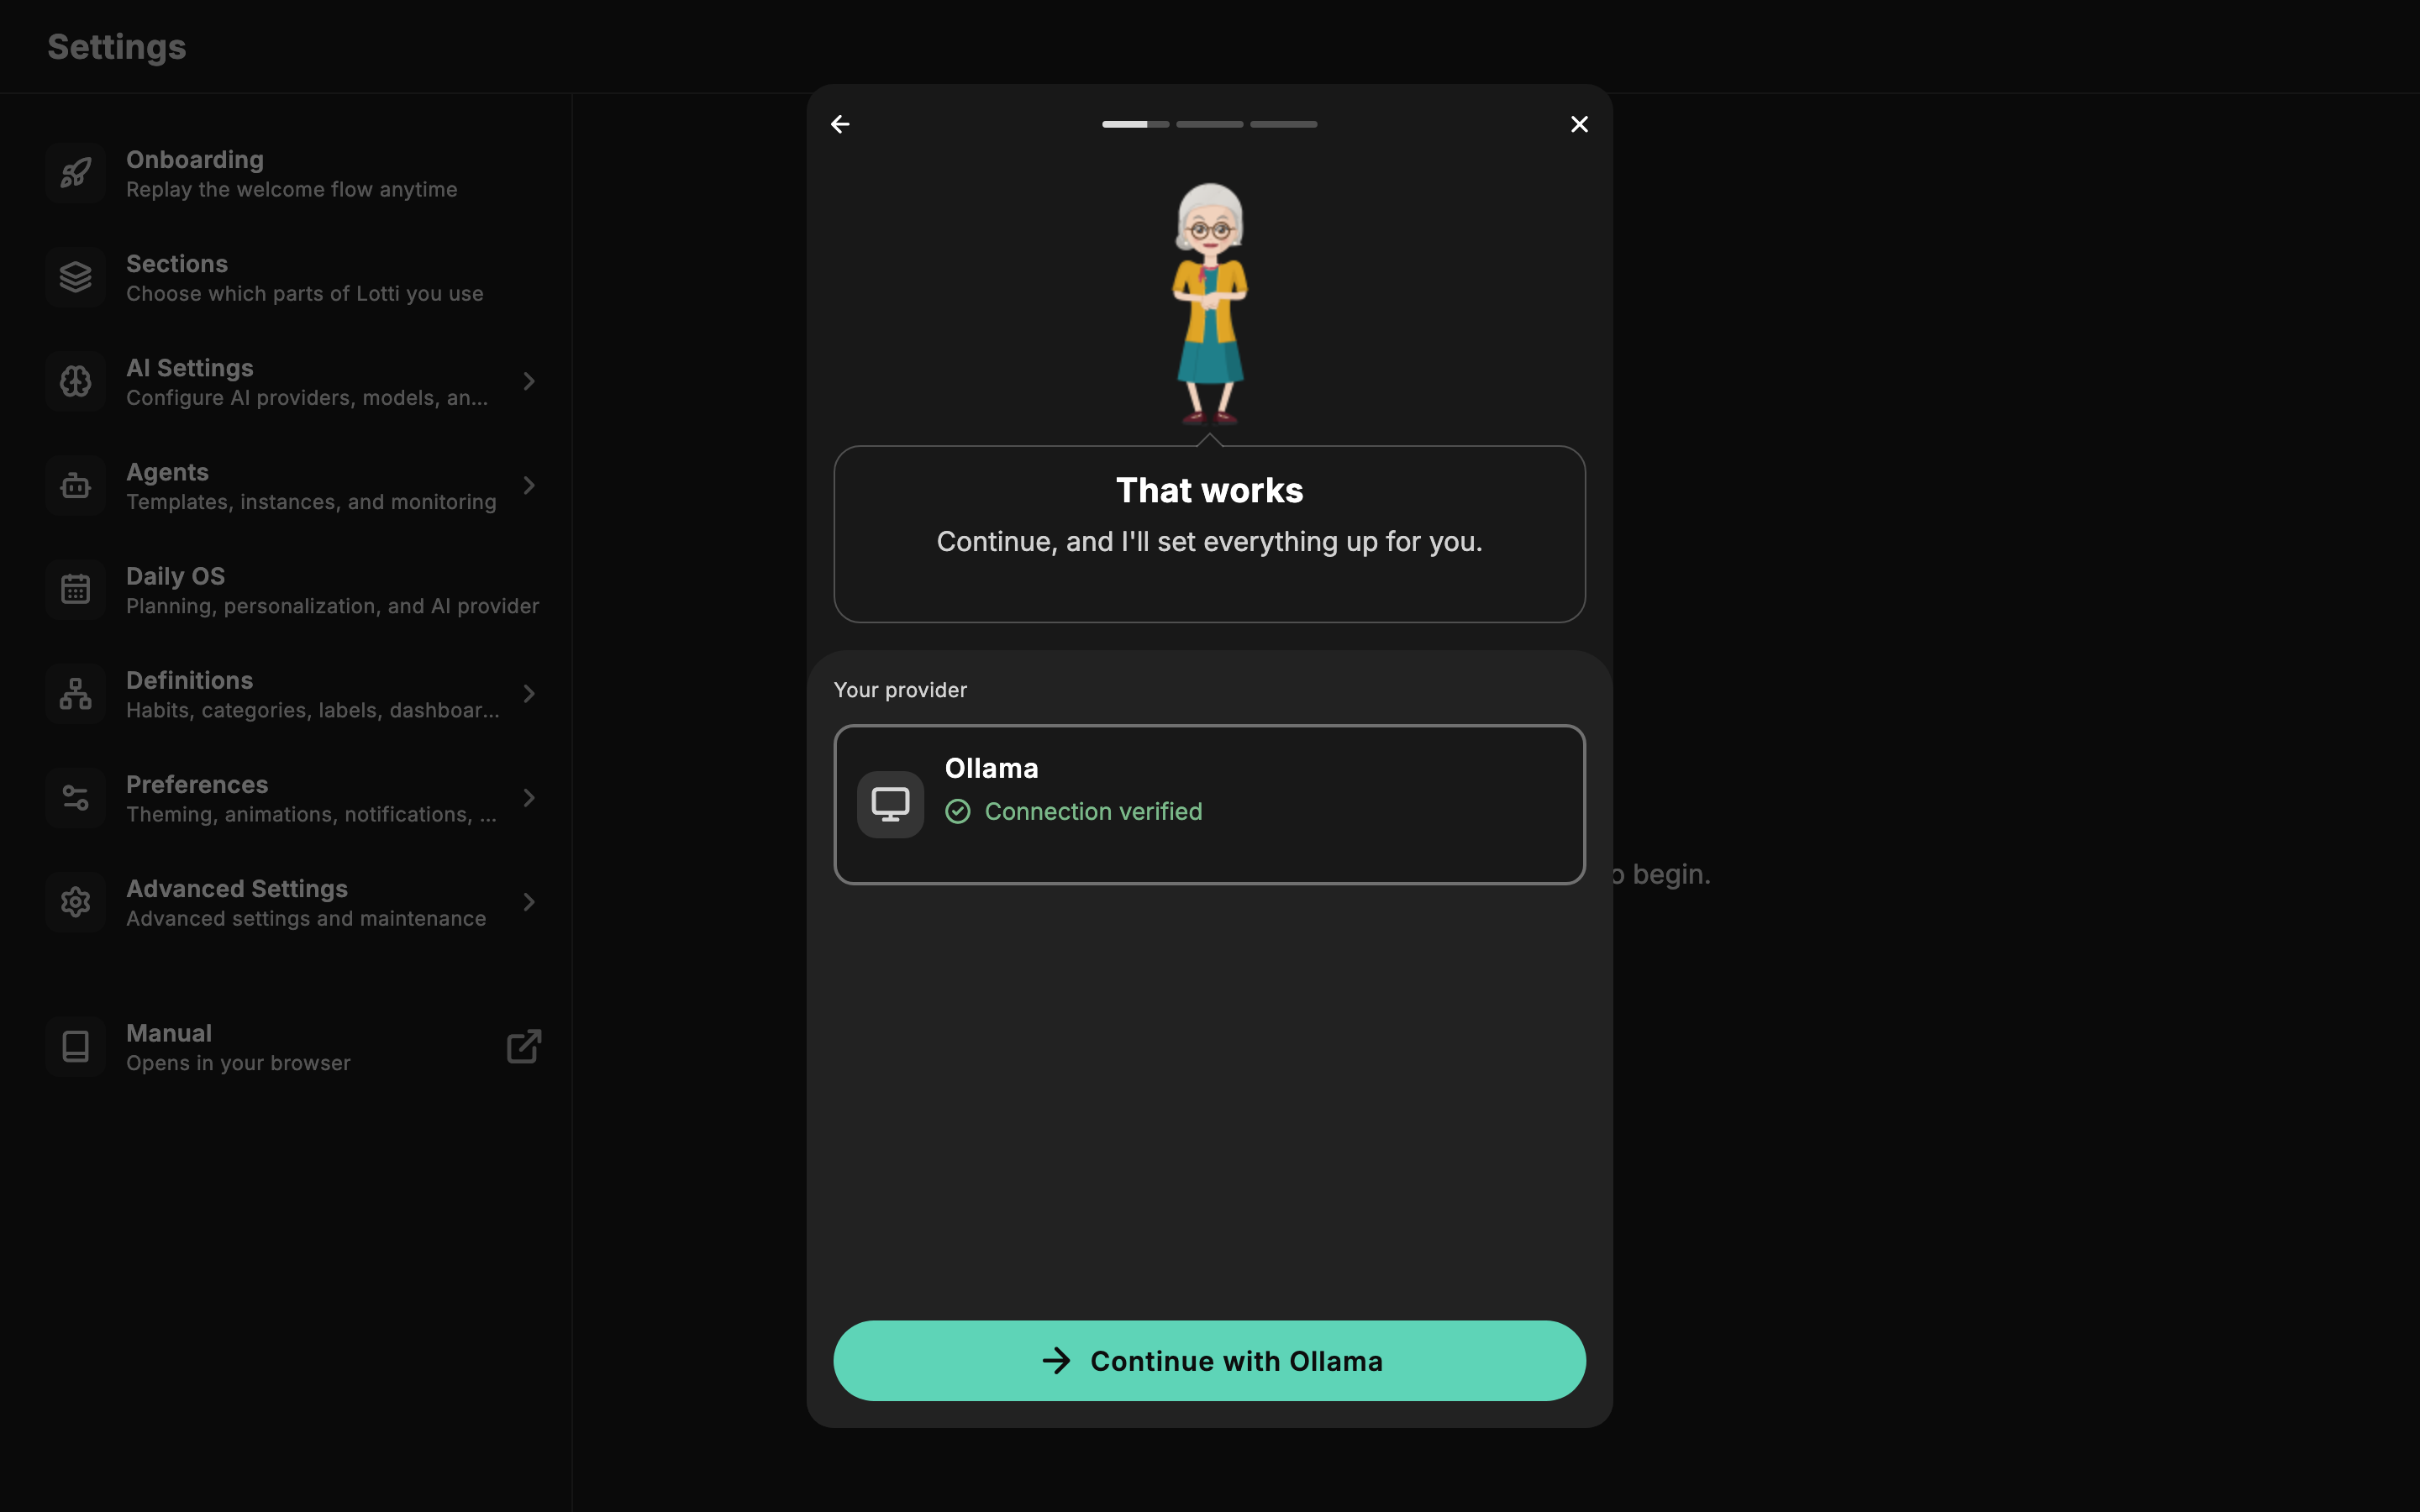 Settings
Onboarding
Replay the welcome flow anytime
Sections
Choose which parts of Lotti you use
AI Settings
Configure AI providers, models, an...
Agents
Templates, instances, and monitoring
Daily OS
Planning, personalization, and AI provider
Definitions
Habits, categories, labels, dashboar...
Preferences
Theming, animations, notifications, ...
Advanced Settings
Advanced settings and maintenance
Manual
Opens in your browser
That works
Continue, and I'll set everything up for you.
Your provider
Ollama
Connection verified
Continue with Ollama
o begin.